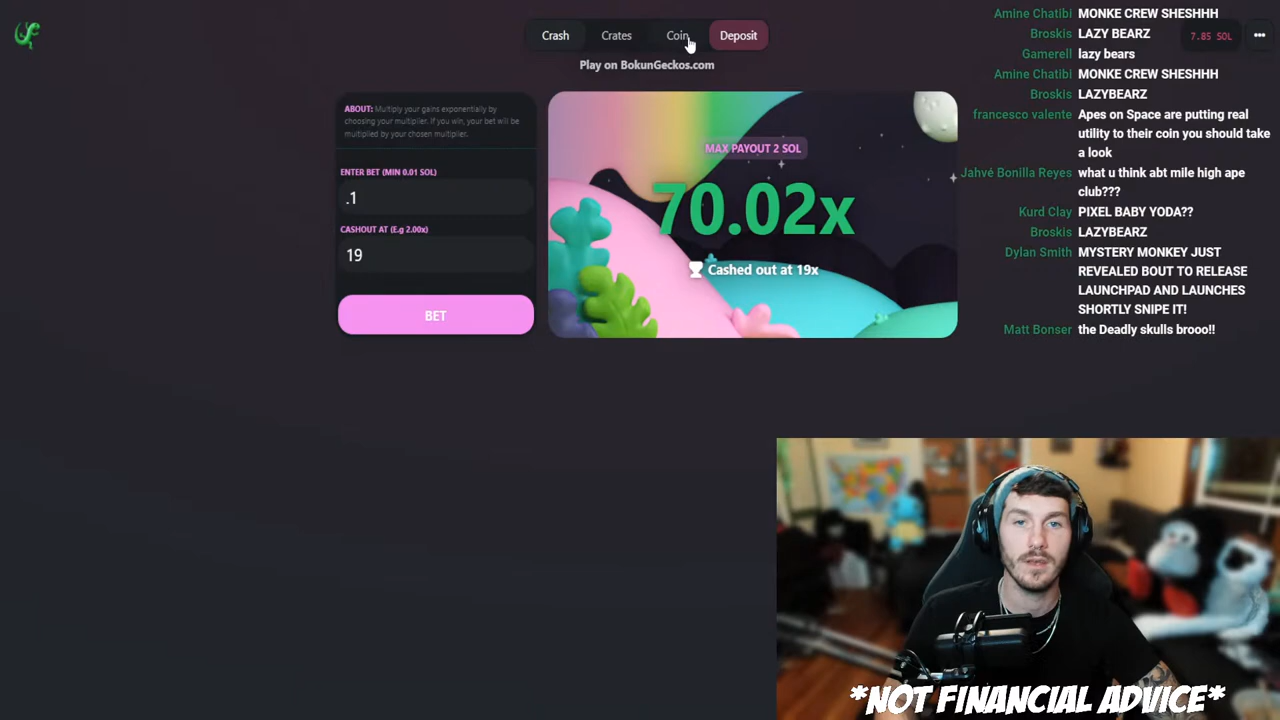 Crash
Crates
Coin
Deposit
7.85 SOL
Play on BokunGeckos.com
ABOUT: Multiply your gains exponentially by
choosing your multiplier. If you win, your bet will be
multiplied by your chosen multiplier.
ENTER BET (MIN 0.01 SOL)
.1
CASHOUT AT (E.g 2.00x)
19
BET
MAX PAYOUT 2 SOL
70.02x
Cashed out at 19x
Amine Chatibi MONKE CREW SHESHHH
Broskis LAZY BEARZ
Gamerell lazy bears
Amine Chatibi MONKE CREW SHESHHH
Broskis LAZYBEARZ
francesco valente Apes on Space are putting real
utility to their coin you should take
a look
Jahvé Bonilla Reyes what u think abt mile high ape
club???
Kurd Clay PIXEL BABY YODA??
Broskis LAZYBEARZ
Dylan Smith MYSTERY MONKEY JUST
REVEALED BOUT TO RELEASE
LAUNCHPAD AND LAUNCHES
SHORTLY SNIPE IT!
Matt Bonser the Deadly skulls brooo!!
*NOT FINANCIAL ADVICE*